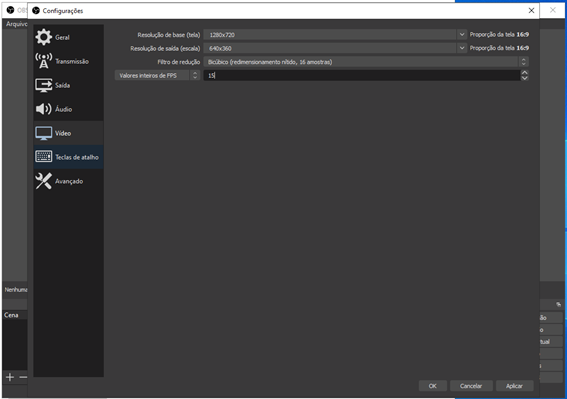 OBS
Configurações
Arquivo
Geral
Transmissão
Saída
Áudio
Vídeo
Teclas de atalho
Avançado
Resolução de base (tela) 1280x720 Proporção da tela 16:9
Resolução de saída (escala) 640x360 Proporção da tela 16:9
Filtro de redução Bicúbico (redimensionamento nítido, 16 amostras)
Valores inteiros de FPS 15
Nenhuma
%
Cena
ão
o
tual
OK Cancelar Aplicar